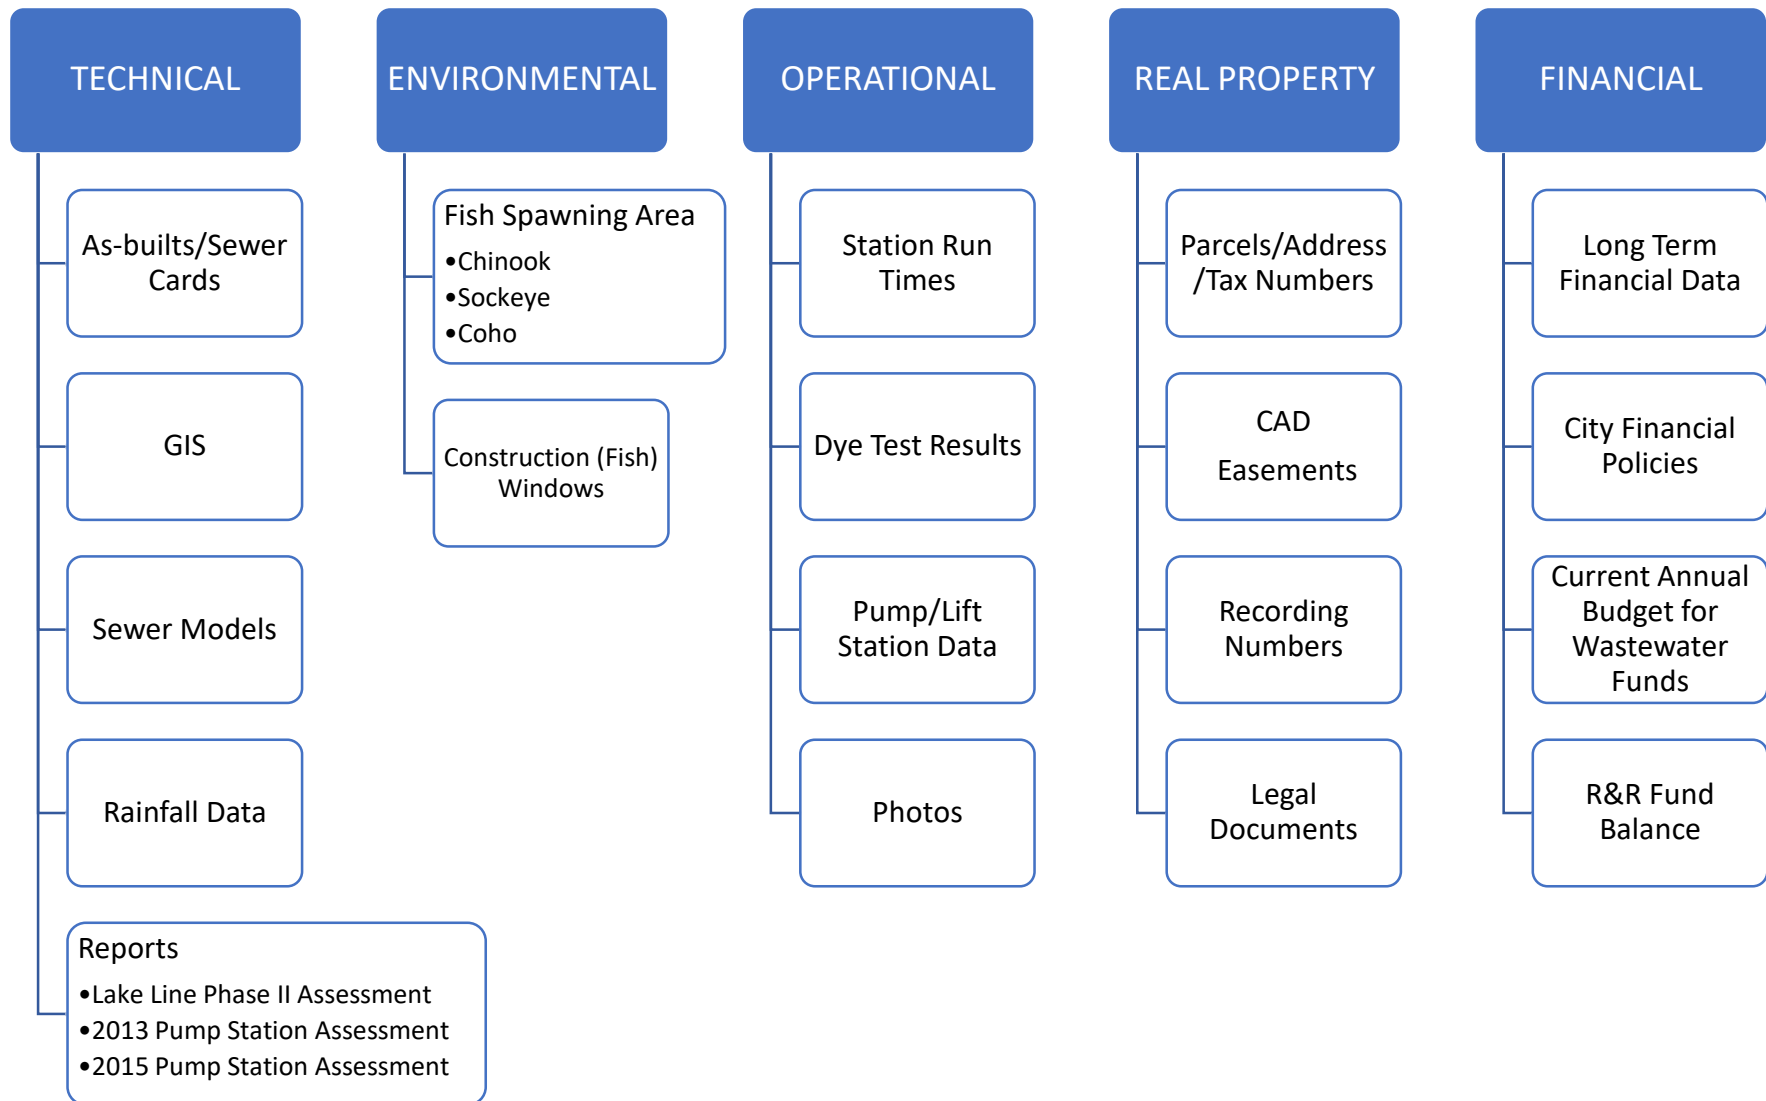 TECHNICAL
As-builts/Sewer
Cards
GIS
Sewer Models
Rainfall Data
Reports
•Lake Line Phase II Assessment
•2013 Pump Station Assessment
•2015 Pump Station Assessment
ENVIRONMENTAL
Fish Spawning Area
•Chinook
•Sockeye
•Coho
Construction (Fish)
Windows
OPERATIONAL
Station Run
Times
Dye Test Results
Pump/Lift
Station Data
Photos
REAL PROPERTY
Parcels/Address
/Tax Numbers
CAD
Easements
Recording
Numbers
Legal
Documents
FINANCIAL
Long Term
Financial Data
City Financial
Policies
Current Annual
Budget for
Wastewater
Funds
R&R Fund
Balance